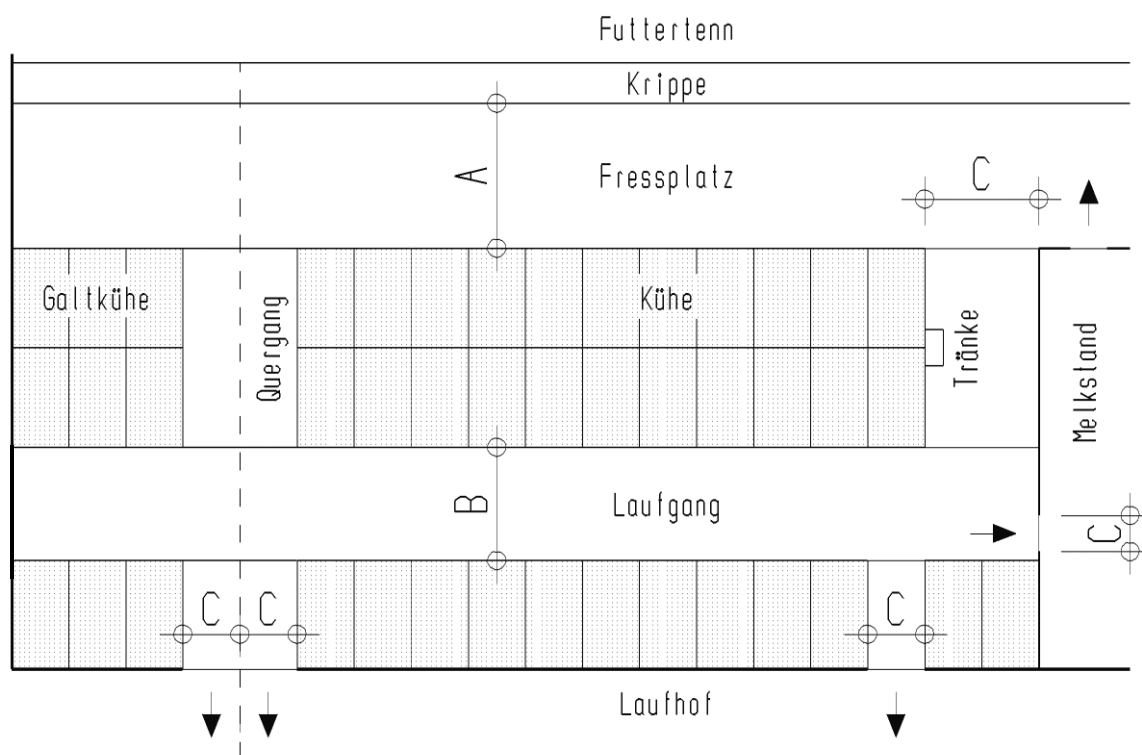 Futtertenn
Krippe
A
Fressplatz
C
Galtkühe
Quergang
Kühe
Tränke
Melkstand
B
Laufgang
C
C
C
C
Laufhof